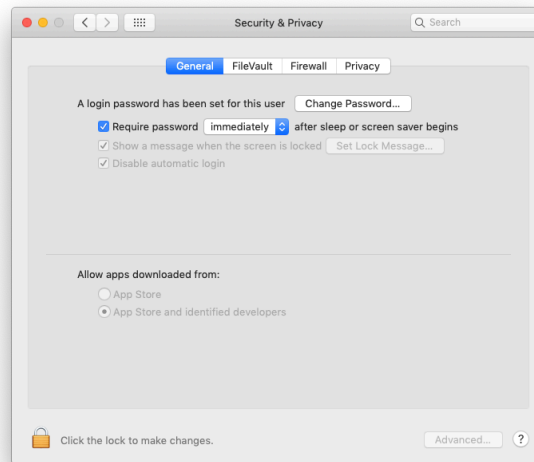 Security & Privacy
Search
General FileVault Firewall Privacy
A login password has been set for this user Change Password...
Require password immediately after sleep or screen saver begins
Show a message when the screen is locked Set Lock Message...
Disable automatic login
Allow apps downloaded from:
App Store
App Store and identified developers
Click the lock to make changes.
Advanced... ?